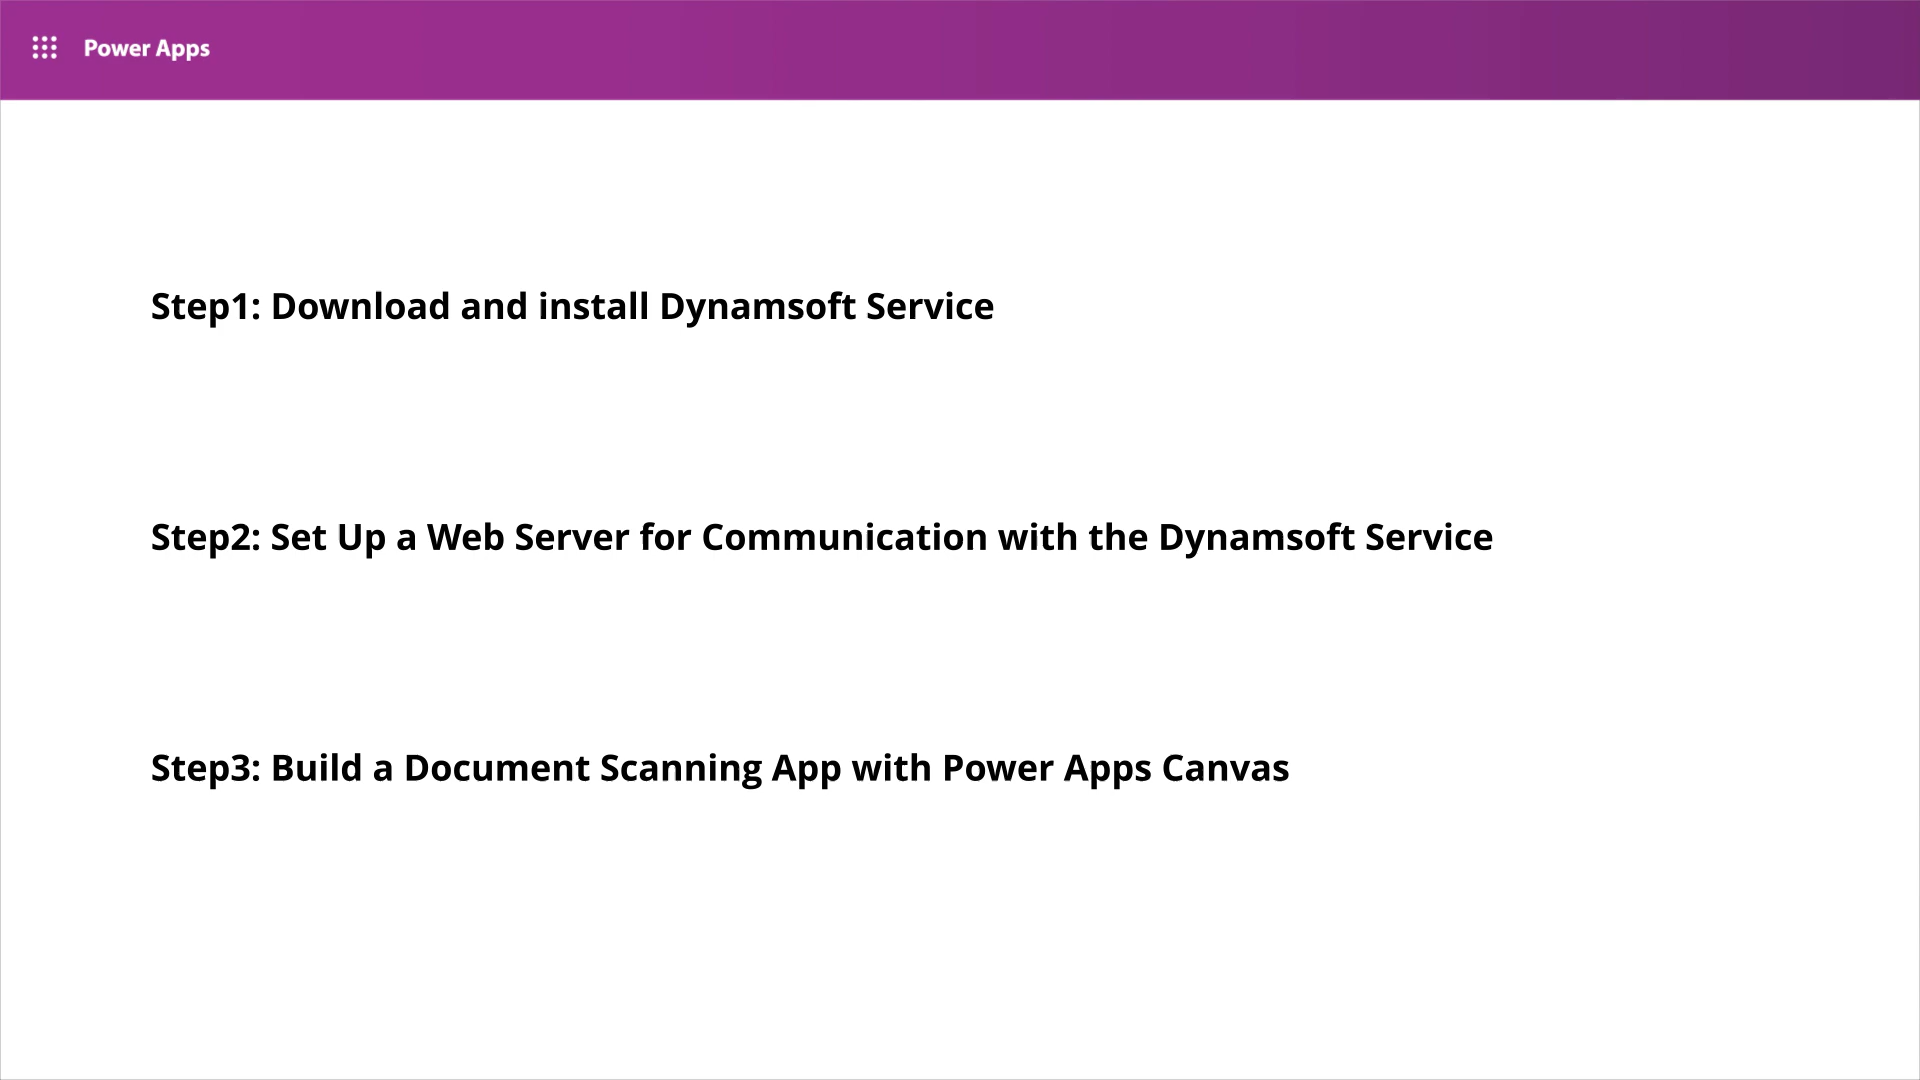 Power Apps
Step1: Download and install Dynamsoft Service
Step2: Set Up a Web Server for Communication with the Dynamsoft Service
Step3: Build a Document Scanning App with Power Apps Canvas